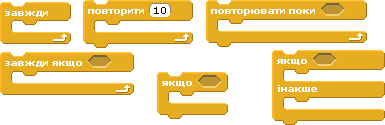 завжди
повторити 10
повторювати поки
завжди якщо
якщо
якщо
інакше